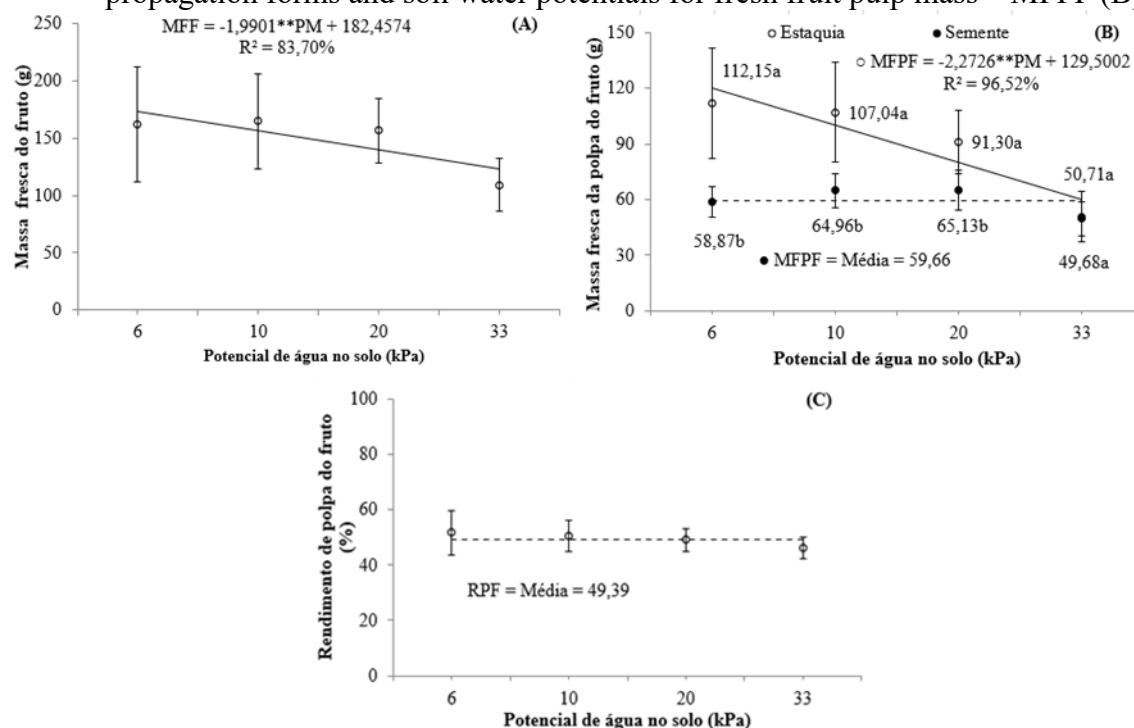 propagation forms and soil water potentials for fresh fruit pulp mass – MFPF (B)
(A)
MFF = -1,9901**PM + 182,4574
R² = 83,70%
Massa fresca do fruto (g)
250
200
150
100
50
0
6 10 20 33
Potencial de água no solo (kPa)
(B)
Estaquia Semente
MFPF = -2,2726**PM + 129,5002
R² = 96,52%
Massa fresca da polpa do fruto (g)
150
120
90
60
30
0
112,15a
107,04a
91,30a
50,71a
58,87b
64,96b
65,13b
49,68a
MFPF = Média = 59,66
6 10 20 33
Potencial de água no solo (kPa)
(C)
Rendimento de polpa do fruto
(%)
100
80
60
40
20
0
RPF = Média = 49,39
6 10 20 33
Potencial de água no solo (kPa)